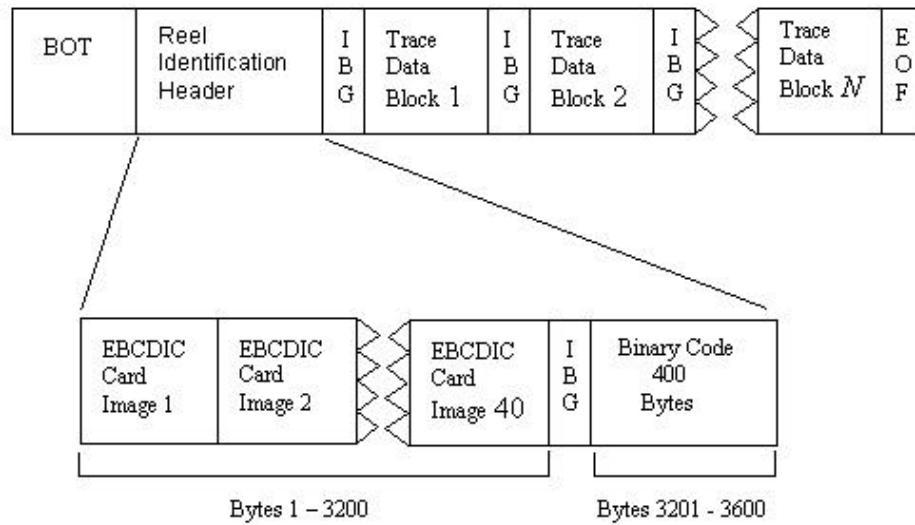 BOT
Reel
Identification
Header
I
B
G
Trace
Data
Block 1
I
B
G
Trace
Data
Block 2
I
B
G
Trace
Data
Block N
E
O
F
EBCDIC
Card
Image 1
EBCDIC
Card
Image 2
EBCDIC
Card
Image 40
I
B
G
Binary Code
400
Bytes
Bytes 1 – 3200
Bytes 3201 - 3600